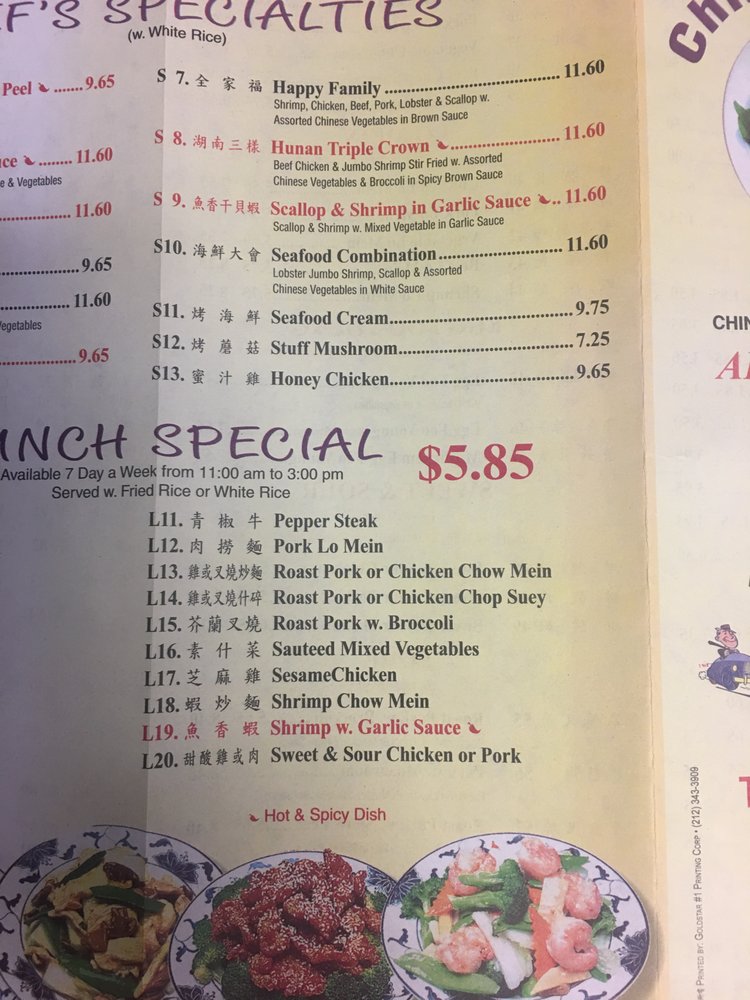 F'S SPECIALTIES
(w. White Rice)
Peel ........9.65
ce ........ 11.60
e & Vegetables
................ 11.60
................9.65
................ 11.60
Vegetables
................9.65
S 7. 全家福 Happy Family ................ 11.60
Shrimp, Chicken, Beef, Pork, Lobster & Scallop w.
Assorted Chinese Vegetables in Brown Sauce
S 8. 湖南三樣 Hunan Triple Crown ................ 11.60
Beef Chicken & Jumbo Shrimp Stir Fried w. Assorted
Chinese Vegetables & Broccoli in Spicy Brown Sauce
S 9. 魚香干貝蝦 Scallop & Shrimp in Garlic Sauce .. 11.60
Scallop & Shrimp w. Mixed Vegetable in Garlic Sauce
S10. 海鮮大會 Seafood Combination................ 11.60
Lobster Jumbo Shrimp, Scallop & Assorted
Chinese Vegetables in White Sauce
S11. 烤海鮮 Seafood Cream................ 9.75
S12. 烤蘑菇 Stuff Mushroom................ 7.25
S13. 蜜汁雞 Honey Chicken................ 9.65
NCH SPECIAL $5.85
Available 7 Day a Week from 11:00 am to 3:00 pm
Served w. Fried Rice or White Rice
L11. 青椒牛 Pepper Steak
L12. 肉撈麵 Pork Lo Mein
L13. 雞或叉燒炒麵 Roast Pork or Chicken Chow Mein
L14. 雞或叉燒什碎 Roast Pork or Chicken Chop Suey
L15. 芥蘭叉燒 Roast Pork w. Broccoli
L16. 素什菜 Sauteed Mixed Vegetables
L17. 芝麻雞 SesameChicken
L18. 蝦炒麵 Shrimp Chow Mein
L19. 魚香蝦 Shrimp w. Garlic Sauce
L20. 甜酸雞或肉 Sweet & Sour Chicken or Pork
Hot & Spicy Dish
Chi
CHIN
PRINTED BY: GOLDSTAR #1 PRINTING CORP • (212) 343-3909